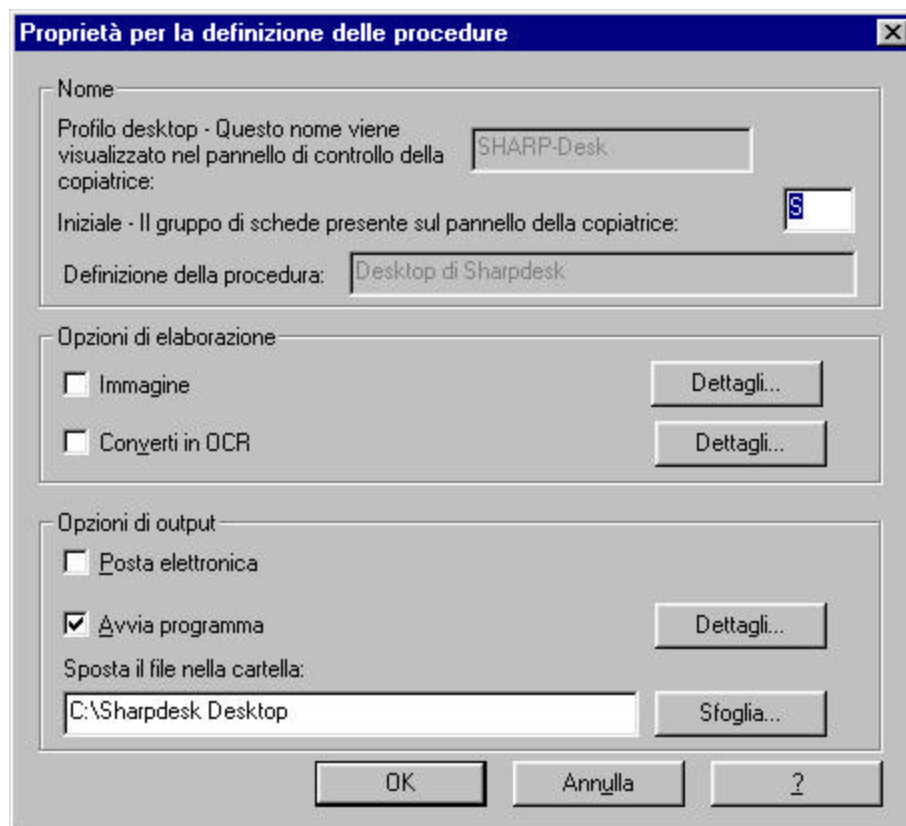 Proprietà per la definizione delle procedure
Nome
Profilo desktop - Questo nome viene
visualizzato nel pannello di controllo della
copiatrice:
SHARP-Desk
Iniziale - Il gruppo di schede presente sul pannello della copiatrice:
S
Definizione della procedura:
Desktop di Sharpdesk
Opzioni di elaborazione
Immagine
Dettagli...
Converti in OCR
Dettagli...
Opzioni di output
Posta elettronica
Avvia programma
Dettagli...
Sposta il file nella cartella:
C:\Sharpdesk Desktop
Sfoglia...
OK
Annulla
?